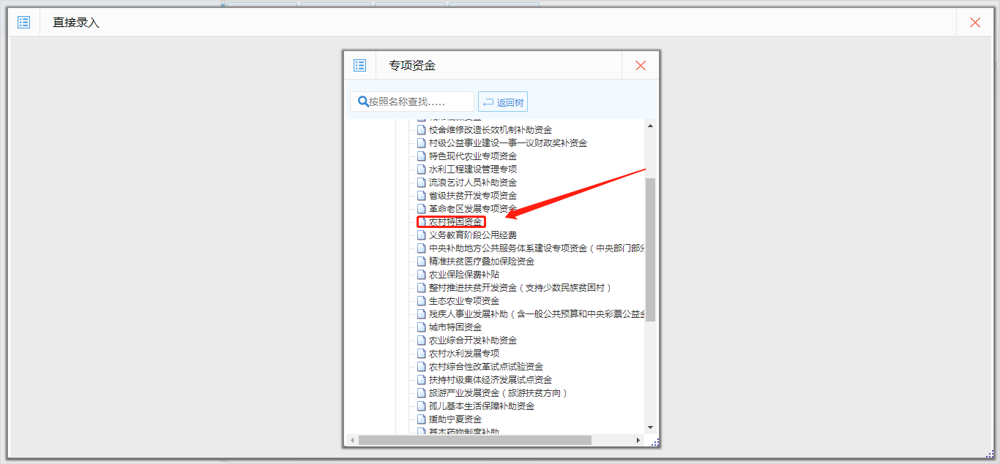 直接录入
专项资金
按照名称查找.....
返回树
校舍维修改造长效机制补助资金
村级公益事业建设一事一议财政奖补资金
特色现代农业专项资金
水利工程建设管理专项
流浪乞讨人员补助资金
省级扶贫开发专项资金
革命老区发展专项资金
农村特困资金
义务教育阶段公用经费
中央补助地方公共服务体系建设专项资金（中央部门部分
精准扶贫医疗叠加保险资金
农业保险保费补贴
整村推进扶贫开发资金（支持少数民族贫困村）
生态农业专项资金
残疾人事业发展补助（含一般公共预算和中央彩票公益金
城市特困资金
农业综合开发补助资金
农村水利发展专项
农村综合性改革试点试验资金
扶持村级集体经济发展试点资金
旅游产业发展资金（旅游扶贫方向）
孤儿基本生活保障补助资金
援助宁夏资金
基本药物制度补助